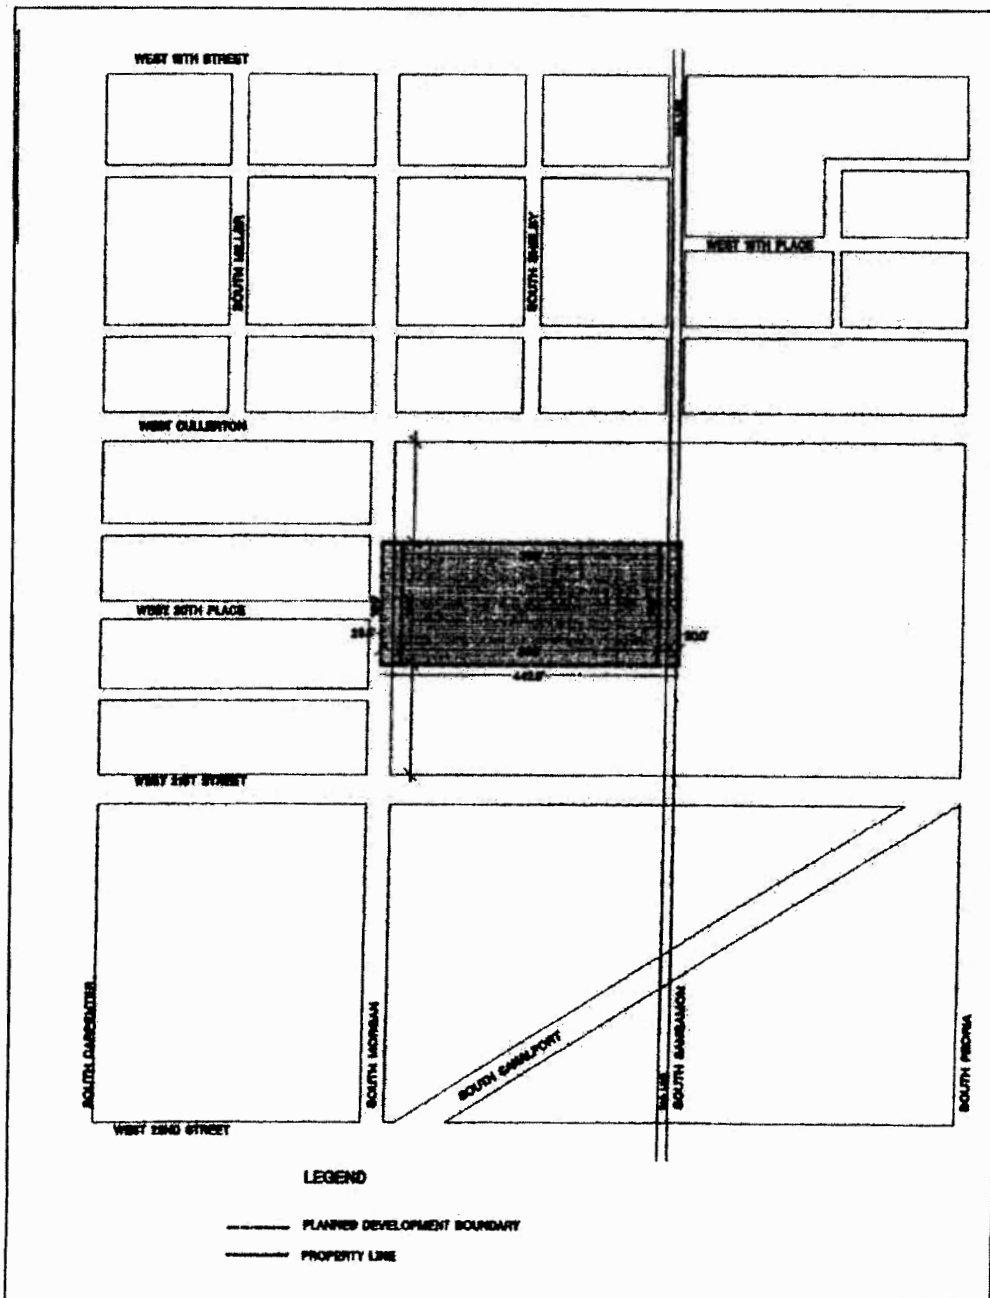 WEST 18TH STREET
SOUTH MILLER
SOUTH SHELBY
WEST 19TH PLACE
WEST CULLERTON
WEST 20TH PLACE
30.0'
WEST 21ST STREET
SOUTH CARPENTER
SOUTH MORGAN
SOUTH CANALPORT
SOUTH SANGAMON
SOUTH PEORIA
WEST 22ND STREET
LEGEND
PLANNED DEVELOPMENT BOUNDARY
PROPERTY LINE